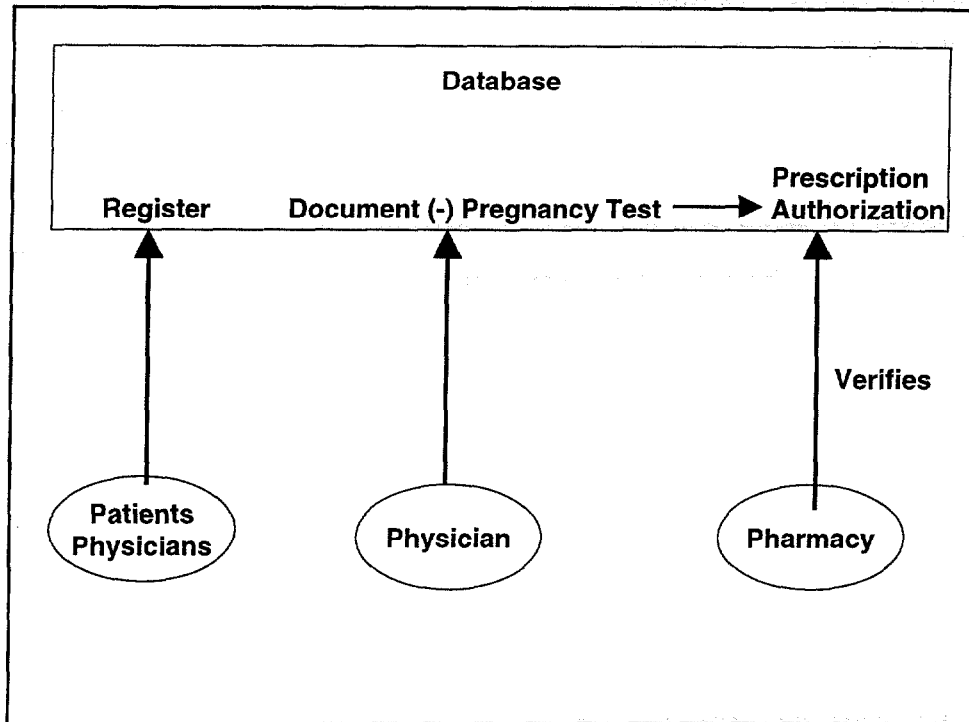 Database
Register
Document (-) Pregnancy Test
Prescription
Authorization
Verifies
Patients
Physicians
Physician
Pharmacy